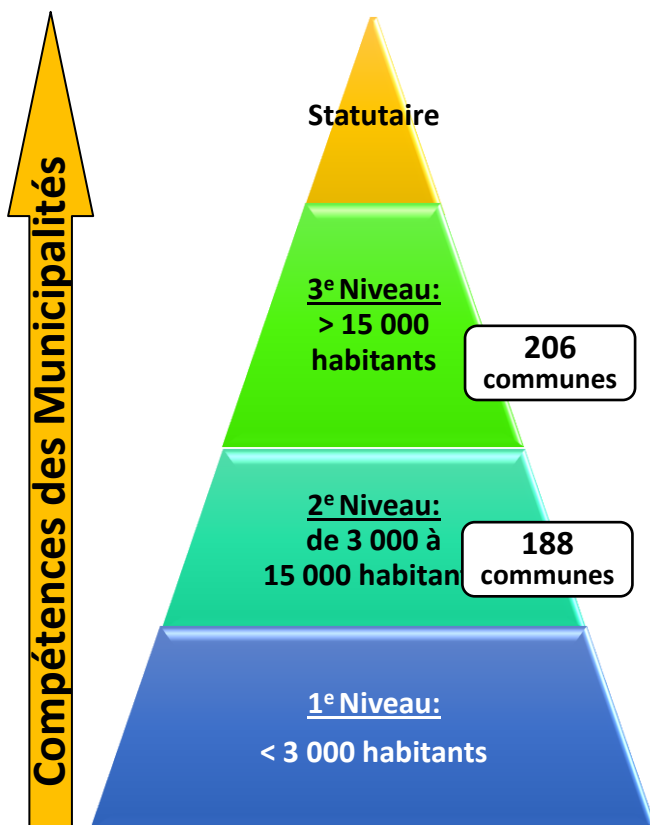 Compétences des Municipalités
Statutaire
3e Niveau:
> 15 000
habitants
206
communes
2e Niveau:
de 3 000 à
15 000 habitant
188
communes
1e Niveau:
< 3 000 habitants